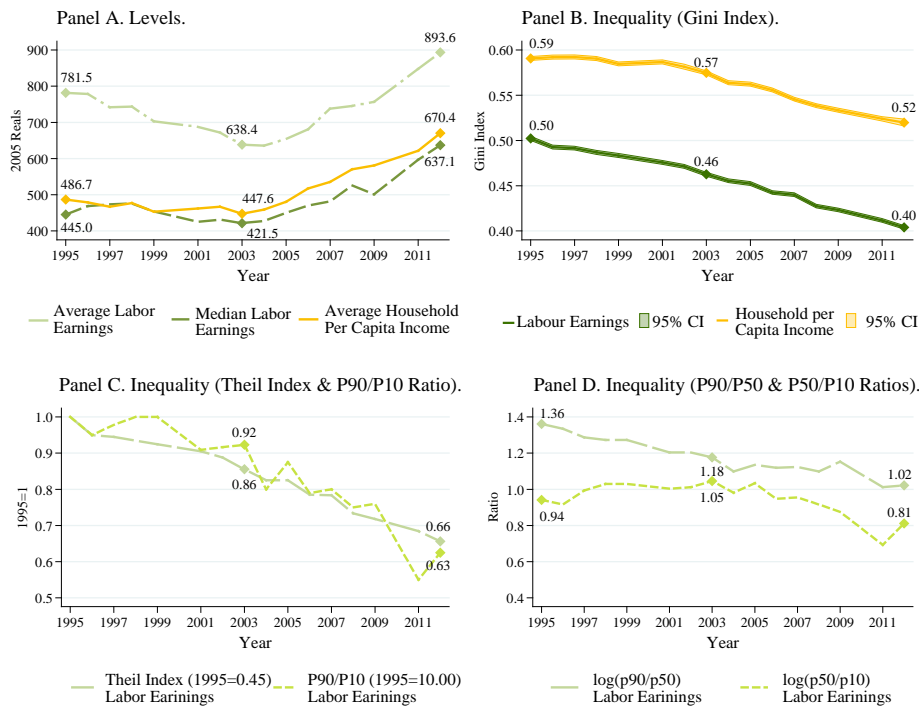 Panel A. Levels.
2005 Reals
900
800
700
600
500
400
781.5
638.4
893.6
486.7
447.6
670.4
445.0
421.5
637.1
1995 1997 1999 2001 2003 2005 2007 2009 2011
Year
Average Labor Earnings
Median Labor Earnings
Average Household Per Capita Income
Panel B. Inequality (Gini Index).
Gini Index
0.60
0.55
0.50
0.45
0.40
0.59
0.57
0.52
0.50
0.46
0.40
1995 1997 1999 2001 2003 2005 2007 2009 2011
Year
Labour Earnings
95% CI
Household per Capita Income
95% CI
Panel C. Inequality (Theil Index & P90/P10 Ratio).
1995=1
1.0
0.9
0.8
0.7
0.6
0.5
0.92
0.86
0.66
0.63
1995 1997 1999 2001 2003 2005 2007 2009 2011
Year
Theil Index (1995=0.45) Labor Earinings
P90/P10 (1995=10.00) Labor Earinings
Panel D. Inequality (P90/P50 & P50/P10 Ratios).
Ratio
1.4
1.2
1.0
0.8
0.6
0.4
1.36
1.18
1.02
0.94
1.05
0.81
1995 1997 1999 2001 2003 2005 2007 2009 2011
Year
log(p90/p50) Labor Earinings
log(p50/p10) Labor Earinings